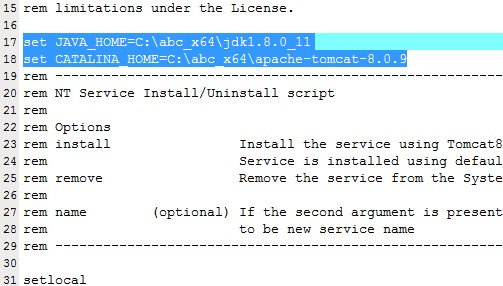 15 rem limitations under the License.
16
17 set JAVA_HOME=C:\abc_x64\jdk1.8.0_11
18 set CATALINA_HOME=C:\abc_x64\apache-tomcat-8.0.9
19 rem ---------------------------------------------------------------
20 rem NT Service Install/Uninstall script
21 rem
22 rem Options
23 rem install                Install the service using Tomcat8
24 rem                        Service is installed using defaul
25 rem remove                 Remove the service from the Syste
26 rem
27 rem name        (optional) If the second argument is present
28 rem                        to be new service name
29 rem ---------------------------------------------------------------
30
31 setlocal